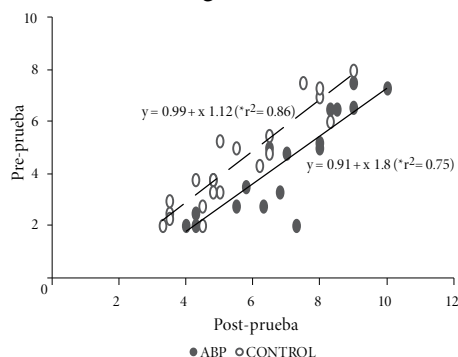 10
8
6
4
2
0
Pre-prueba
y = 0.99 + x 1.12 (*r2= 0.86)
y = 0.91 + x 1.8 (*r2= 0.75)
2 4 6 8 10 12
Post-prueba
ABP CONTROL